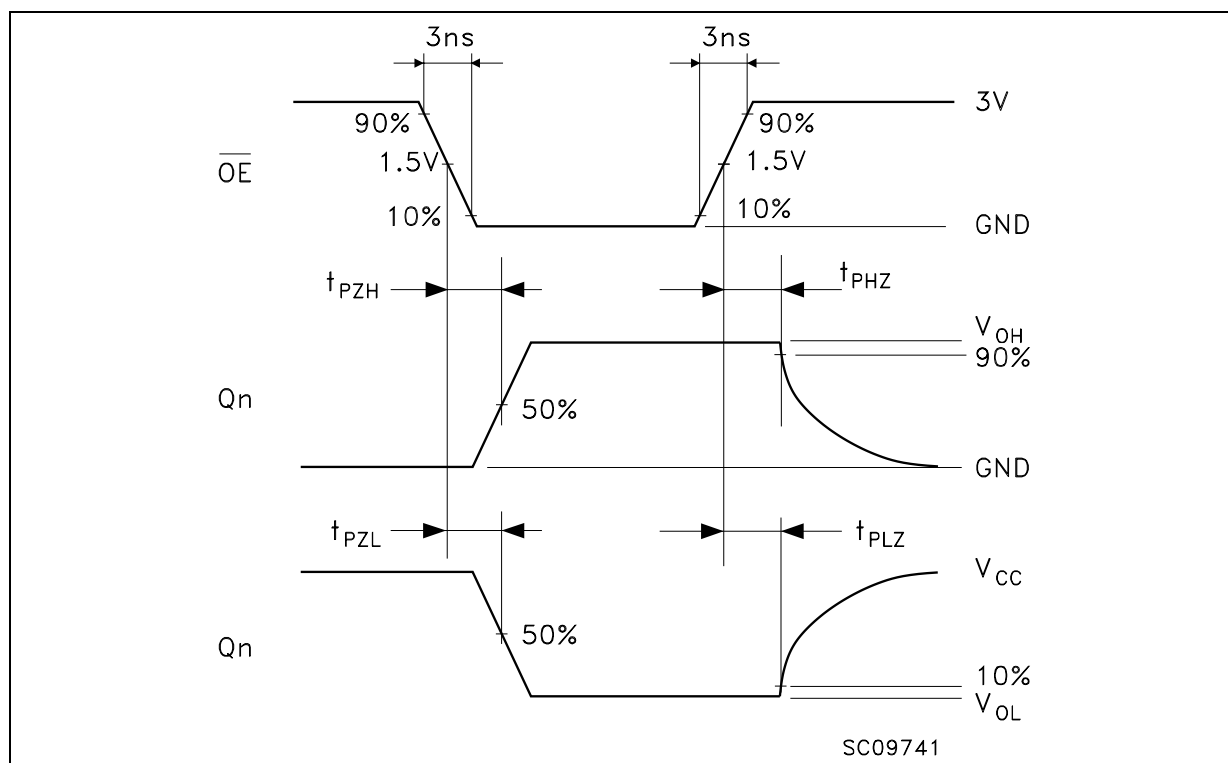 3ns 3ns
3V
90% 90%
OE 1.5V 1.5V
10% 10%
GND
tPZH tPHZ
VOH
90%
Qn 50%
GND
tPZL tPLZ
VCC
Qn 50%
10%
VOL
SC09741